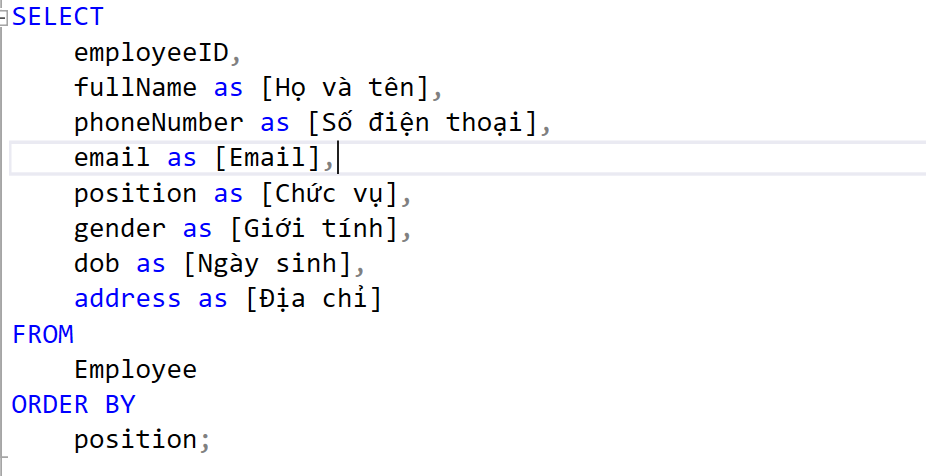 SELECT
employeeID,
fullName as [Họ và tên],
phoneNumber as [Số điện thoại],
email as [Email],
position as [Chức vụ],
gender as [Giới tính],
dob as [Ngày sinh],
address as [Địa chỉ]
FROM
Employee
ORDER BY
position;